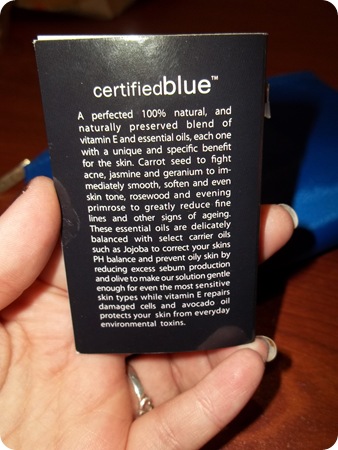 certifiedblue™
A perfected 100% natural, and
naturally preserved blend of
vitamin E and essential oils, each one
with a unique and specific benefit
for the skin. Carrot seed to fight
acne, jasmine and geranium to im-
mediately smooth, soften and even
skin tone, rosewood and evening
primrose to greatly reduce fine
lines and other signs of ageing.
These essential oils are delicately
balanced with select carrier oils
such as Jojoba to correct your skins
PH balance and prevent oily skin by
reducing excess sebum production
and olive to make our solution gentle
enough for even the most sensitive
skin types while vitamin E repairs
damaged cells and avocado oil
protects your skin from everyday
environmental toxins.